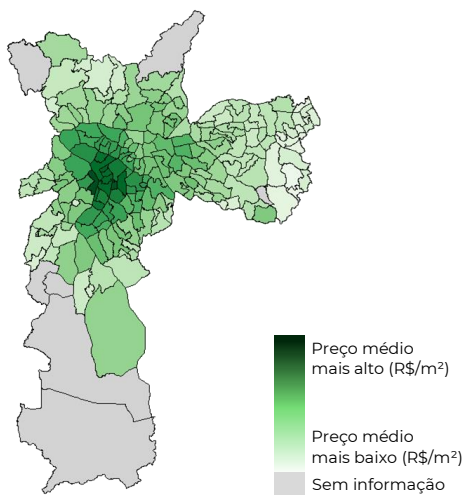 Preço médio
mais alto (R$/m²)
Preço médio
mais baixo (R$/m²)
Sem informação